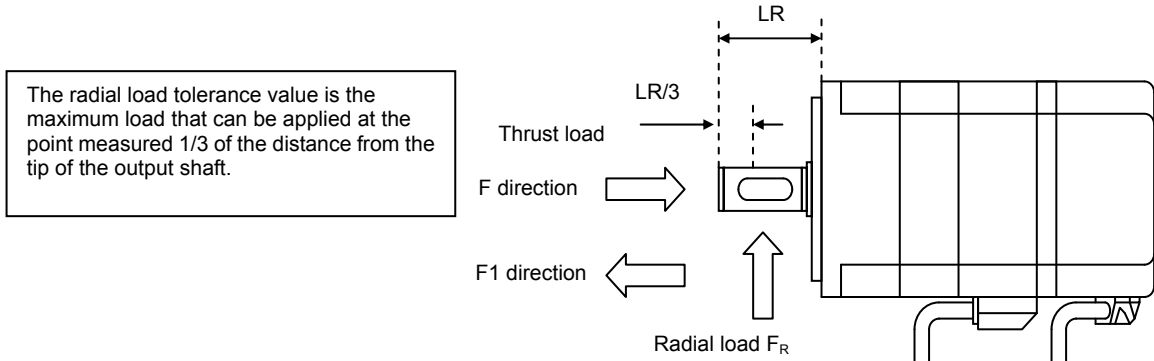 The radial load tolerance value is the
maximum load that can be applied at the
point measured 1/3 of the distance from the
tip of the output shaft.
LR
LR/3
Thrust load
F direction
F1 direction
Radial load FR